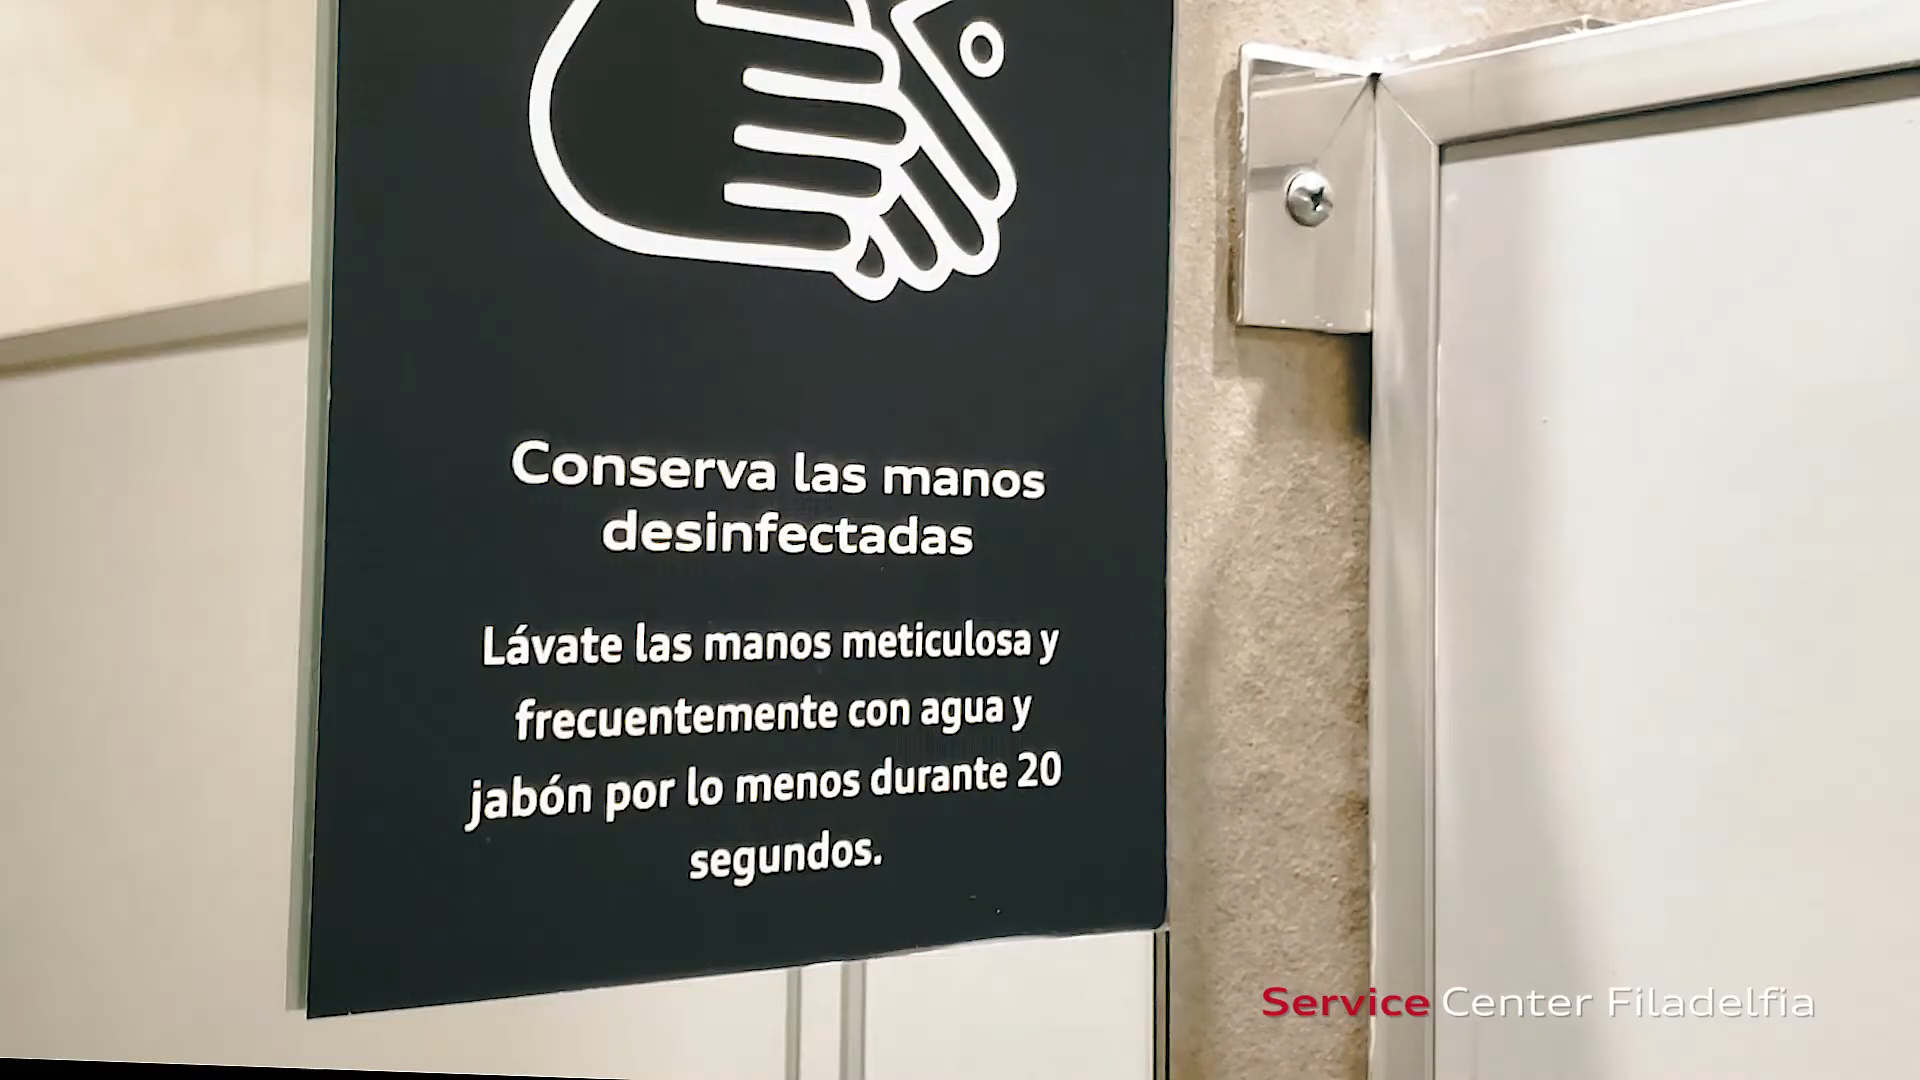 Conserva las manos
desinfectadas
Lávate las manos meticulosa y
frecuentemente con agua y
jabón por lo menos durante 20
segundos.
Service Center Filadelfia